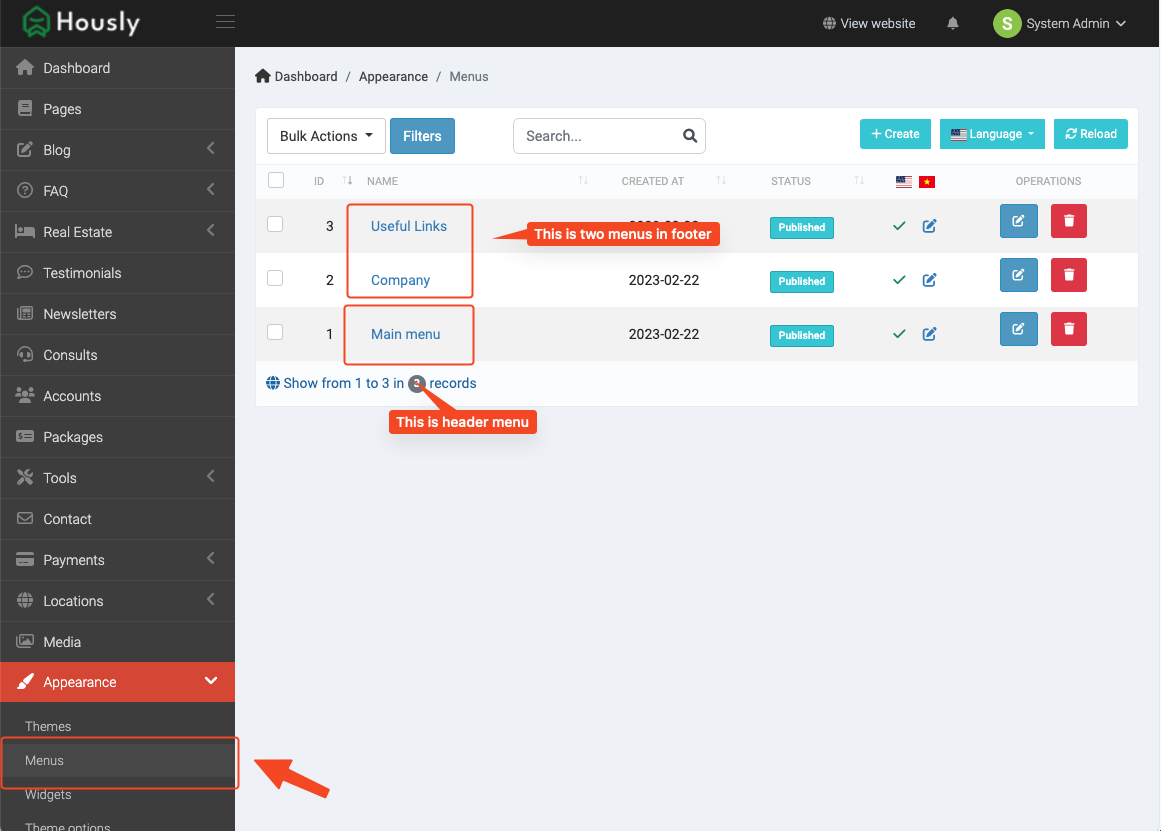 Hously
View website
S
System Admin
Dashboard
Pages
Blog
FAQ
Real Estate
Testimonials
Newsletters
Consults
Accounts
Packages
Tools
Contact
Payments
Locations
Media
Appearance
Themes
Menus
Widgets
Theme options
Dashboard / Appearance / Menus
Bulk Actions Filters Search... + Create Language Reload
ID NAME CREATED AT STATUS OPERATIONS
3 Useful Links Published
This is two menus in footer
2 Company 2023-02-22 Published
1 Main menu 2023-02-22 Published
Show from 1 to 3 in 3 records
This is header menu